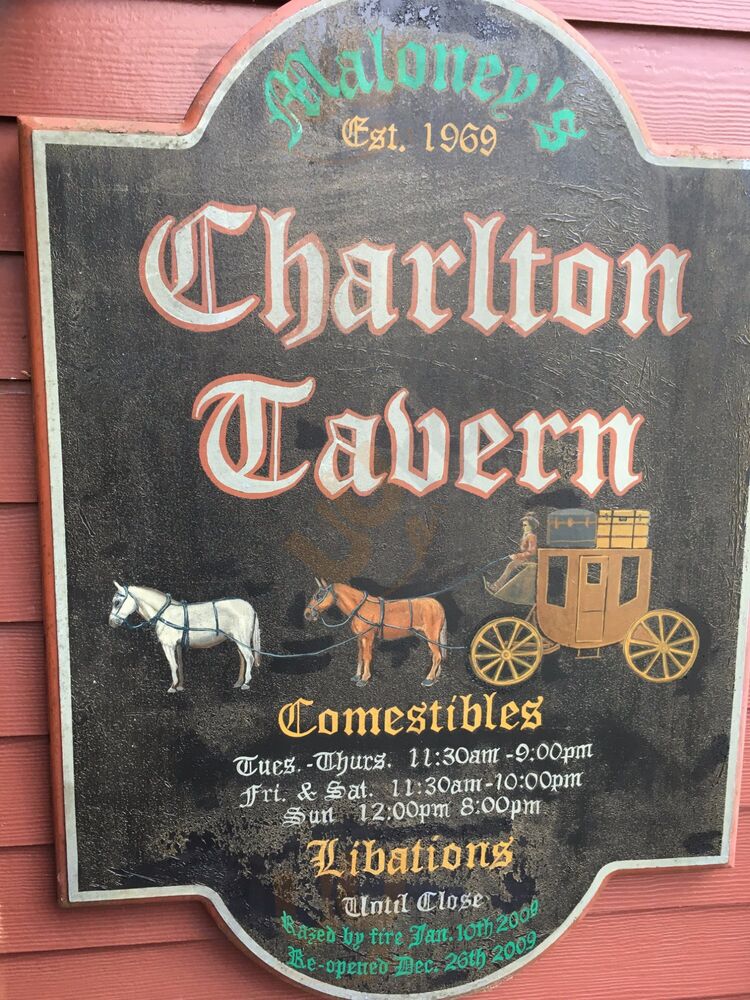 Maloney's
Est. 1969
Charlton
Tavern
Comestibles
Tues.-Thurs. 11:30am-9:00pm
Fri. & Sat. 11:30am-10:00pm
Sun 12:00pm 8:00pm
Libations
Until Close
Razed by fire Jan. 10th 2009
Re-opened Dec. 26th 2009